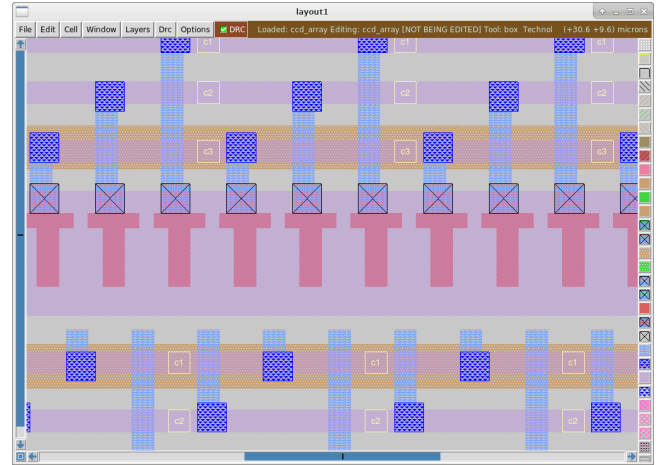 layout1
File Edit Cell Window Layers Drc Options DRC Loaded: ccd_array Editing: ccd_array [NOT BEING EDITED] Tool: box Technol (+30.6 +9.6) microns
c1 c1 c1
c2 c2 c2
c3 c3 c3
c1 c1 c1
c2 c2 c2